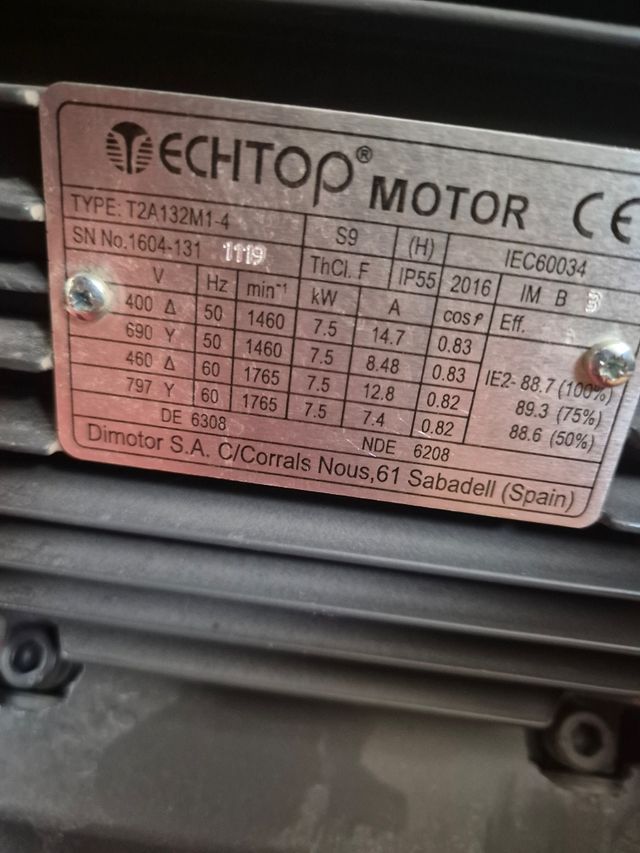 TECHTOP® MOTOR CE
TYPE: T2A132M1-4 S9 (H) IEC60034
SN No.1604-131 1119 ThCl. F IP55 2016 IM B 3
V Hz min⁻¹ kW A cosφ Eff.
400 Δ 50 1460 7.5 14.7 0.83
690 Y 50 1460 7.5 8.48 0.83 IE2- 88.7 (100%)
460 Δ 60 1765 7.5 12.8 0.82 89.3 (75%)
797 Y 60 1765 7.5 7.4 0.82 88.6 (50%)
DE 6308 NDE 6208
Dimotor S.A. C/Corrals Nous,61 Sabadell (Spain)